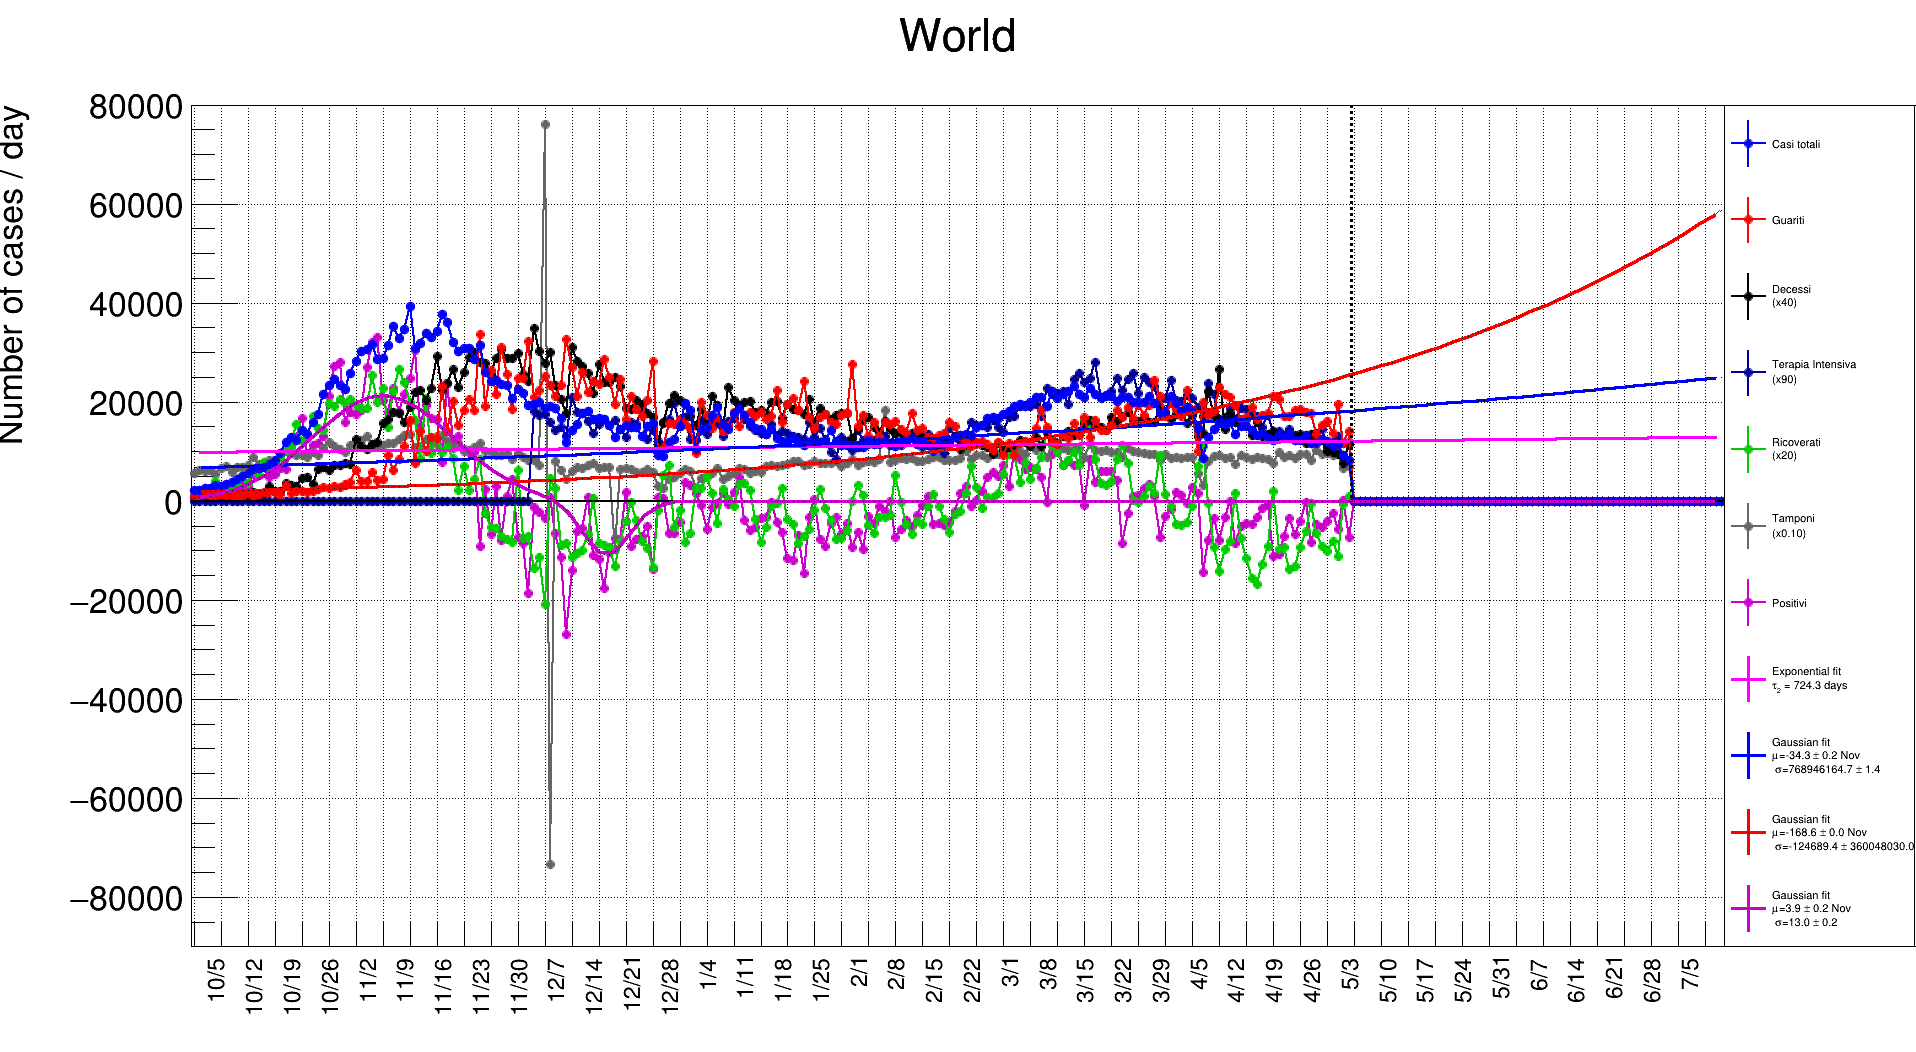 World
Number of cases / day
80000
60000
40000
20000
0
−20000
−40000
−60000
−80000
10/5
10/12
10/19
10/26
11/2
11/9
11/16
11/23
11/30
12/7
12/14
12/21
12/28
1/4
1/11
1/18
1/25
2/1
2/8
2/15
2/22
3/1
3/8
3/15
3/22
3/29
4/5
4/12
4/19
4/26
5/3
5/10
5/17
5/24
5/31
6/7
6/14
6/21
6/28
7/5
Casi totali
Guariti
Decessi
(x40)
Terapia Intensiva
(x90)
Ricoverati
(x20)
Tamponi
(x0.10)
Positivi
Exponential fit
τ2 = 724.3 days
Gaussian fit
μ=-34.3 ± 0.2 Nov
σ=768946164.7 ± 1.4
Gaussian fit
μ=-168.6 ± 0.0 Nov
σ=-124689.4 ± 360048030.0
Gaussian fit
μ=3.9 ± 0.2 Nov
σ=13.0 ± 0.2